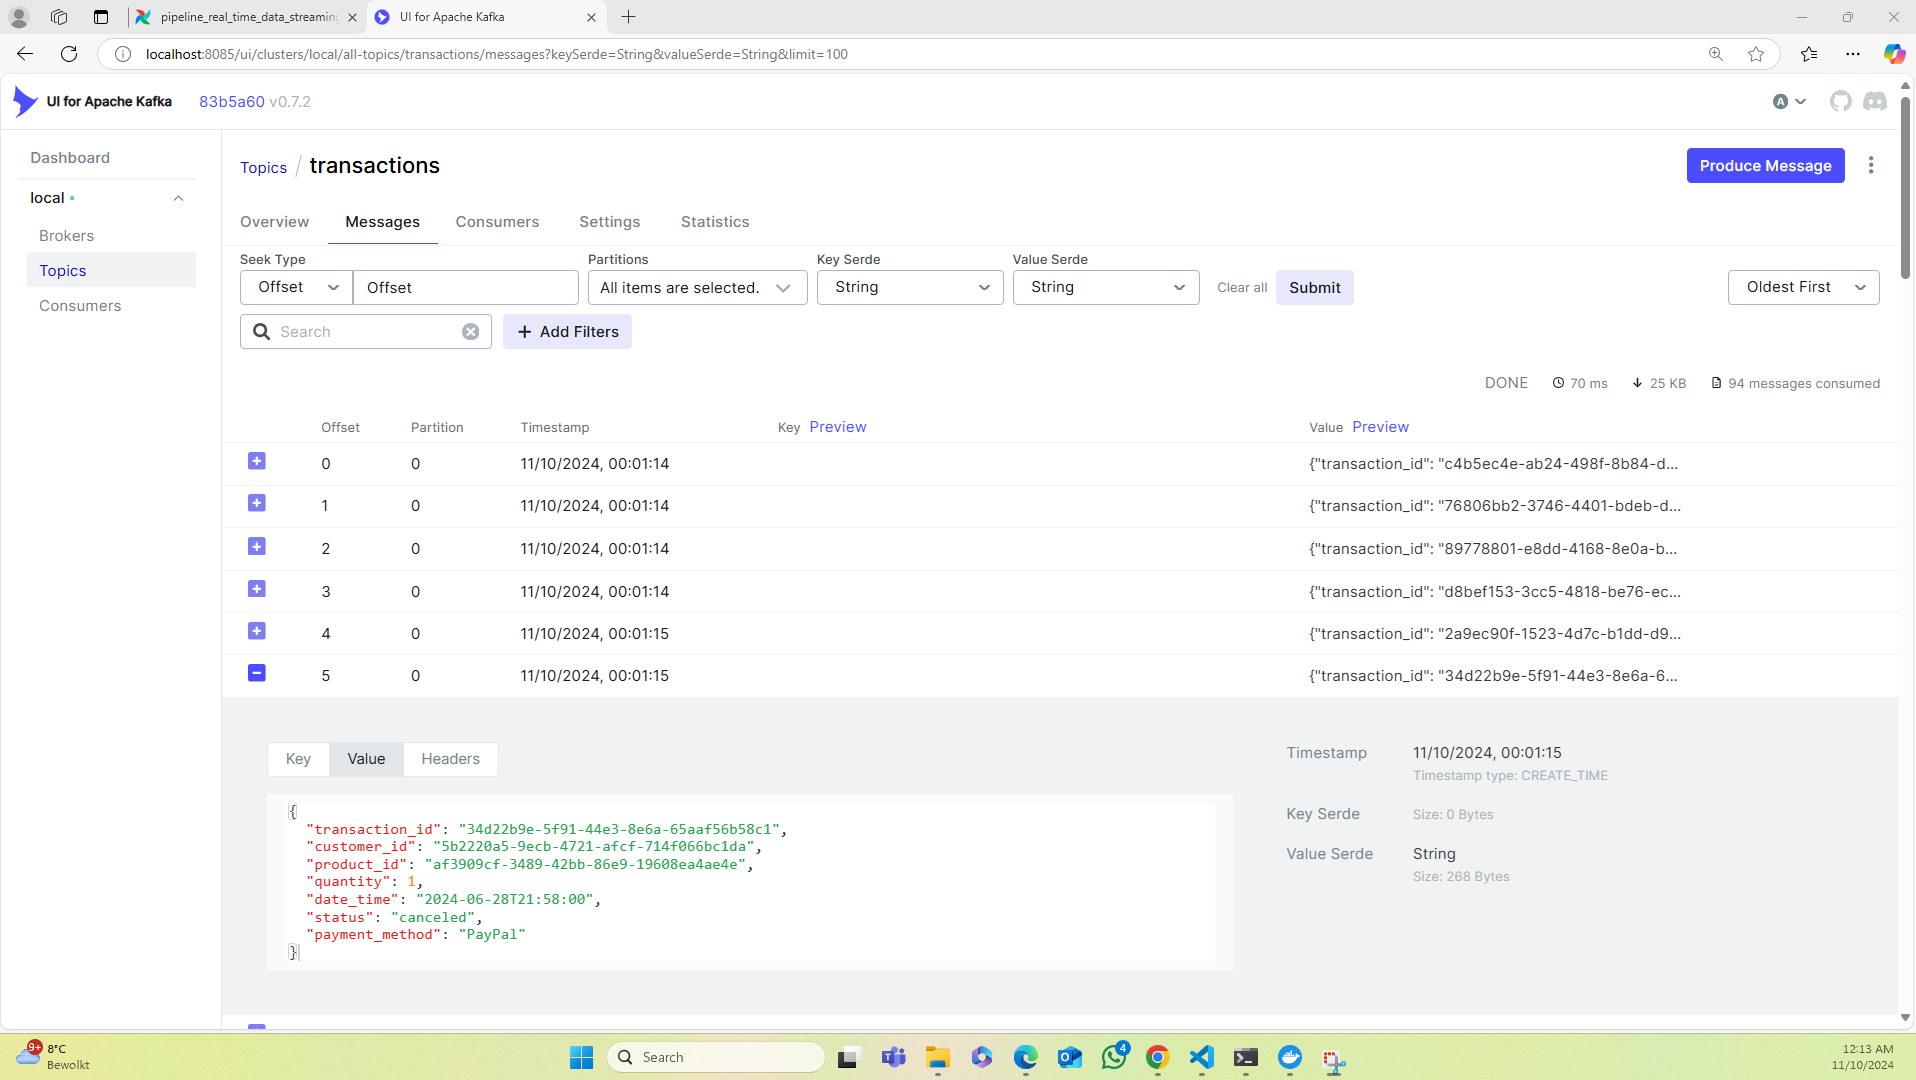 pipeline_real_time_data_streaming
UI for Apache Kafka
localhost:8085/ui/clusters/local/all-topics/transactions/messages?keySerde=String&valueSerde=String&limit=100
UI for Apache Kafka 83b5a60 v0.7.2
A
Dashboard
local
Brokers
Topics
Consumers
Topics / transactions
Produce Message
Overview Messages Consumers Settings Statistics
Seek Type Partitions Key Serde Value Serde
Offset Offset All items are selected. String String Clear all Submit Oldest First
Search Add Filters
DONE 70 ms 25 KB 94 messages consumed
Offset Partition Timestamp Key Preview Value Preview
0 0 11/10/2024, 00:01:14 {"transaction_id": "c4b5ec4e-ab24-498f-8b84-d...
1 0 11/10/2024, 00:01:14 {"transaction_id": "76806bb2-3746-4401-bdeb-d...
2 0 11/10/2024, 00:01:14 {"transaction_id": "89778801-e8dd-4168-8e0a-b...
3 0 11/10/2024, 00:01:14 {"transaction_id": "d8bef153-3cc5-4818-be76-ec...
4 0 11/10/2024, 00:01:15 {"transaction_id": "2a9ec90f-1523-4d7c-b1dd-d9...
5 0 11/10/2024, 00:01:15 {"transaction_id": "34d22b9e-5f91-44e3-8e6a-6...
Key Value Headers
{
"transaction_id": "34d22b9e-5f91-44e3-8e6a-65aaf56b58c1",
"customer_id": "5b2220a5-9ecb-4721-afcf-714f066bc1da",
"product_id": "af3909cf-3489-42bb-86e9-19608ea4ae4e",
"quantity": 1,
"date_time": "2024-06-28T21:58:00",
"status": "canceled",
"payment_method": "PayPal"
}
Timestamp 11/10/2024, 00:01:15
Timestamp type: CREATE_TIME
Key Serde Size: 0 Bytes
Value Serde String
Size: 268 Bytes
9+
8°C
Bewolkt
Search
4
12:13 AM
11/10/2024